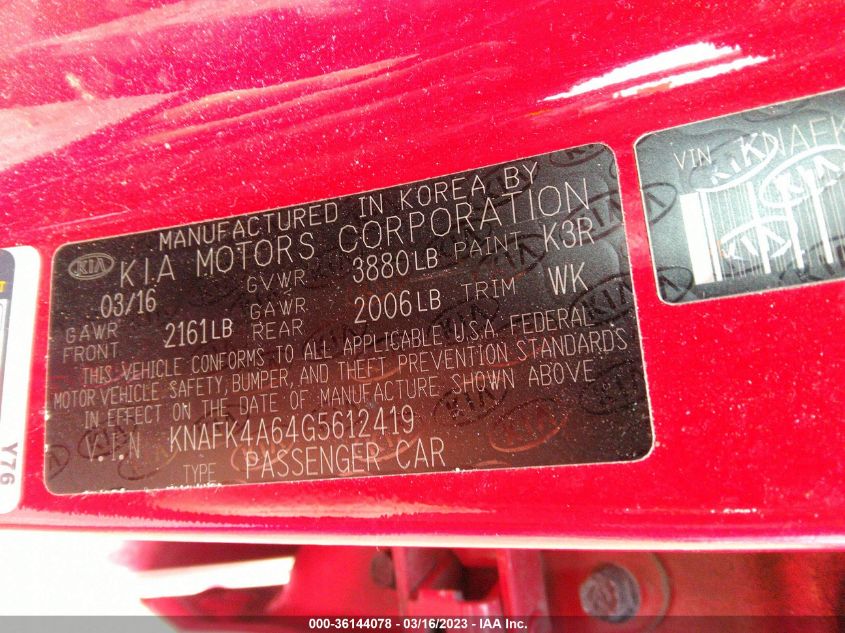 MANUFACTURED IN KOREA BY
KIA KIA MOTORS CORPORATION
03/16 GVWR 3880LB PAINT K3R
GAWR FRONT 2161LB GAWR REAR 2006LB TRIM WK
THIS VEHICLE CONFORMS TO ALL APPLICABLE U.S.A. FEDERAL
MOTOR VEHICLE SAFETY, BUMPER, AND THEFT PREVENTION STANDARDS
IN EFFECT ON THE DATE OF MANUFACTURE SHOWN ABOVE
V.I.N KNAFK4A64G5612419
TYPE PASSENGER CAR
VIN
Y76
000-36144078 - 03/16/2023 - IAA Inc.